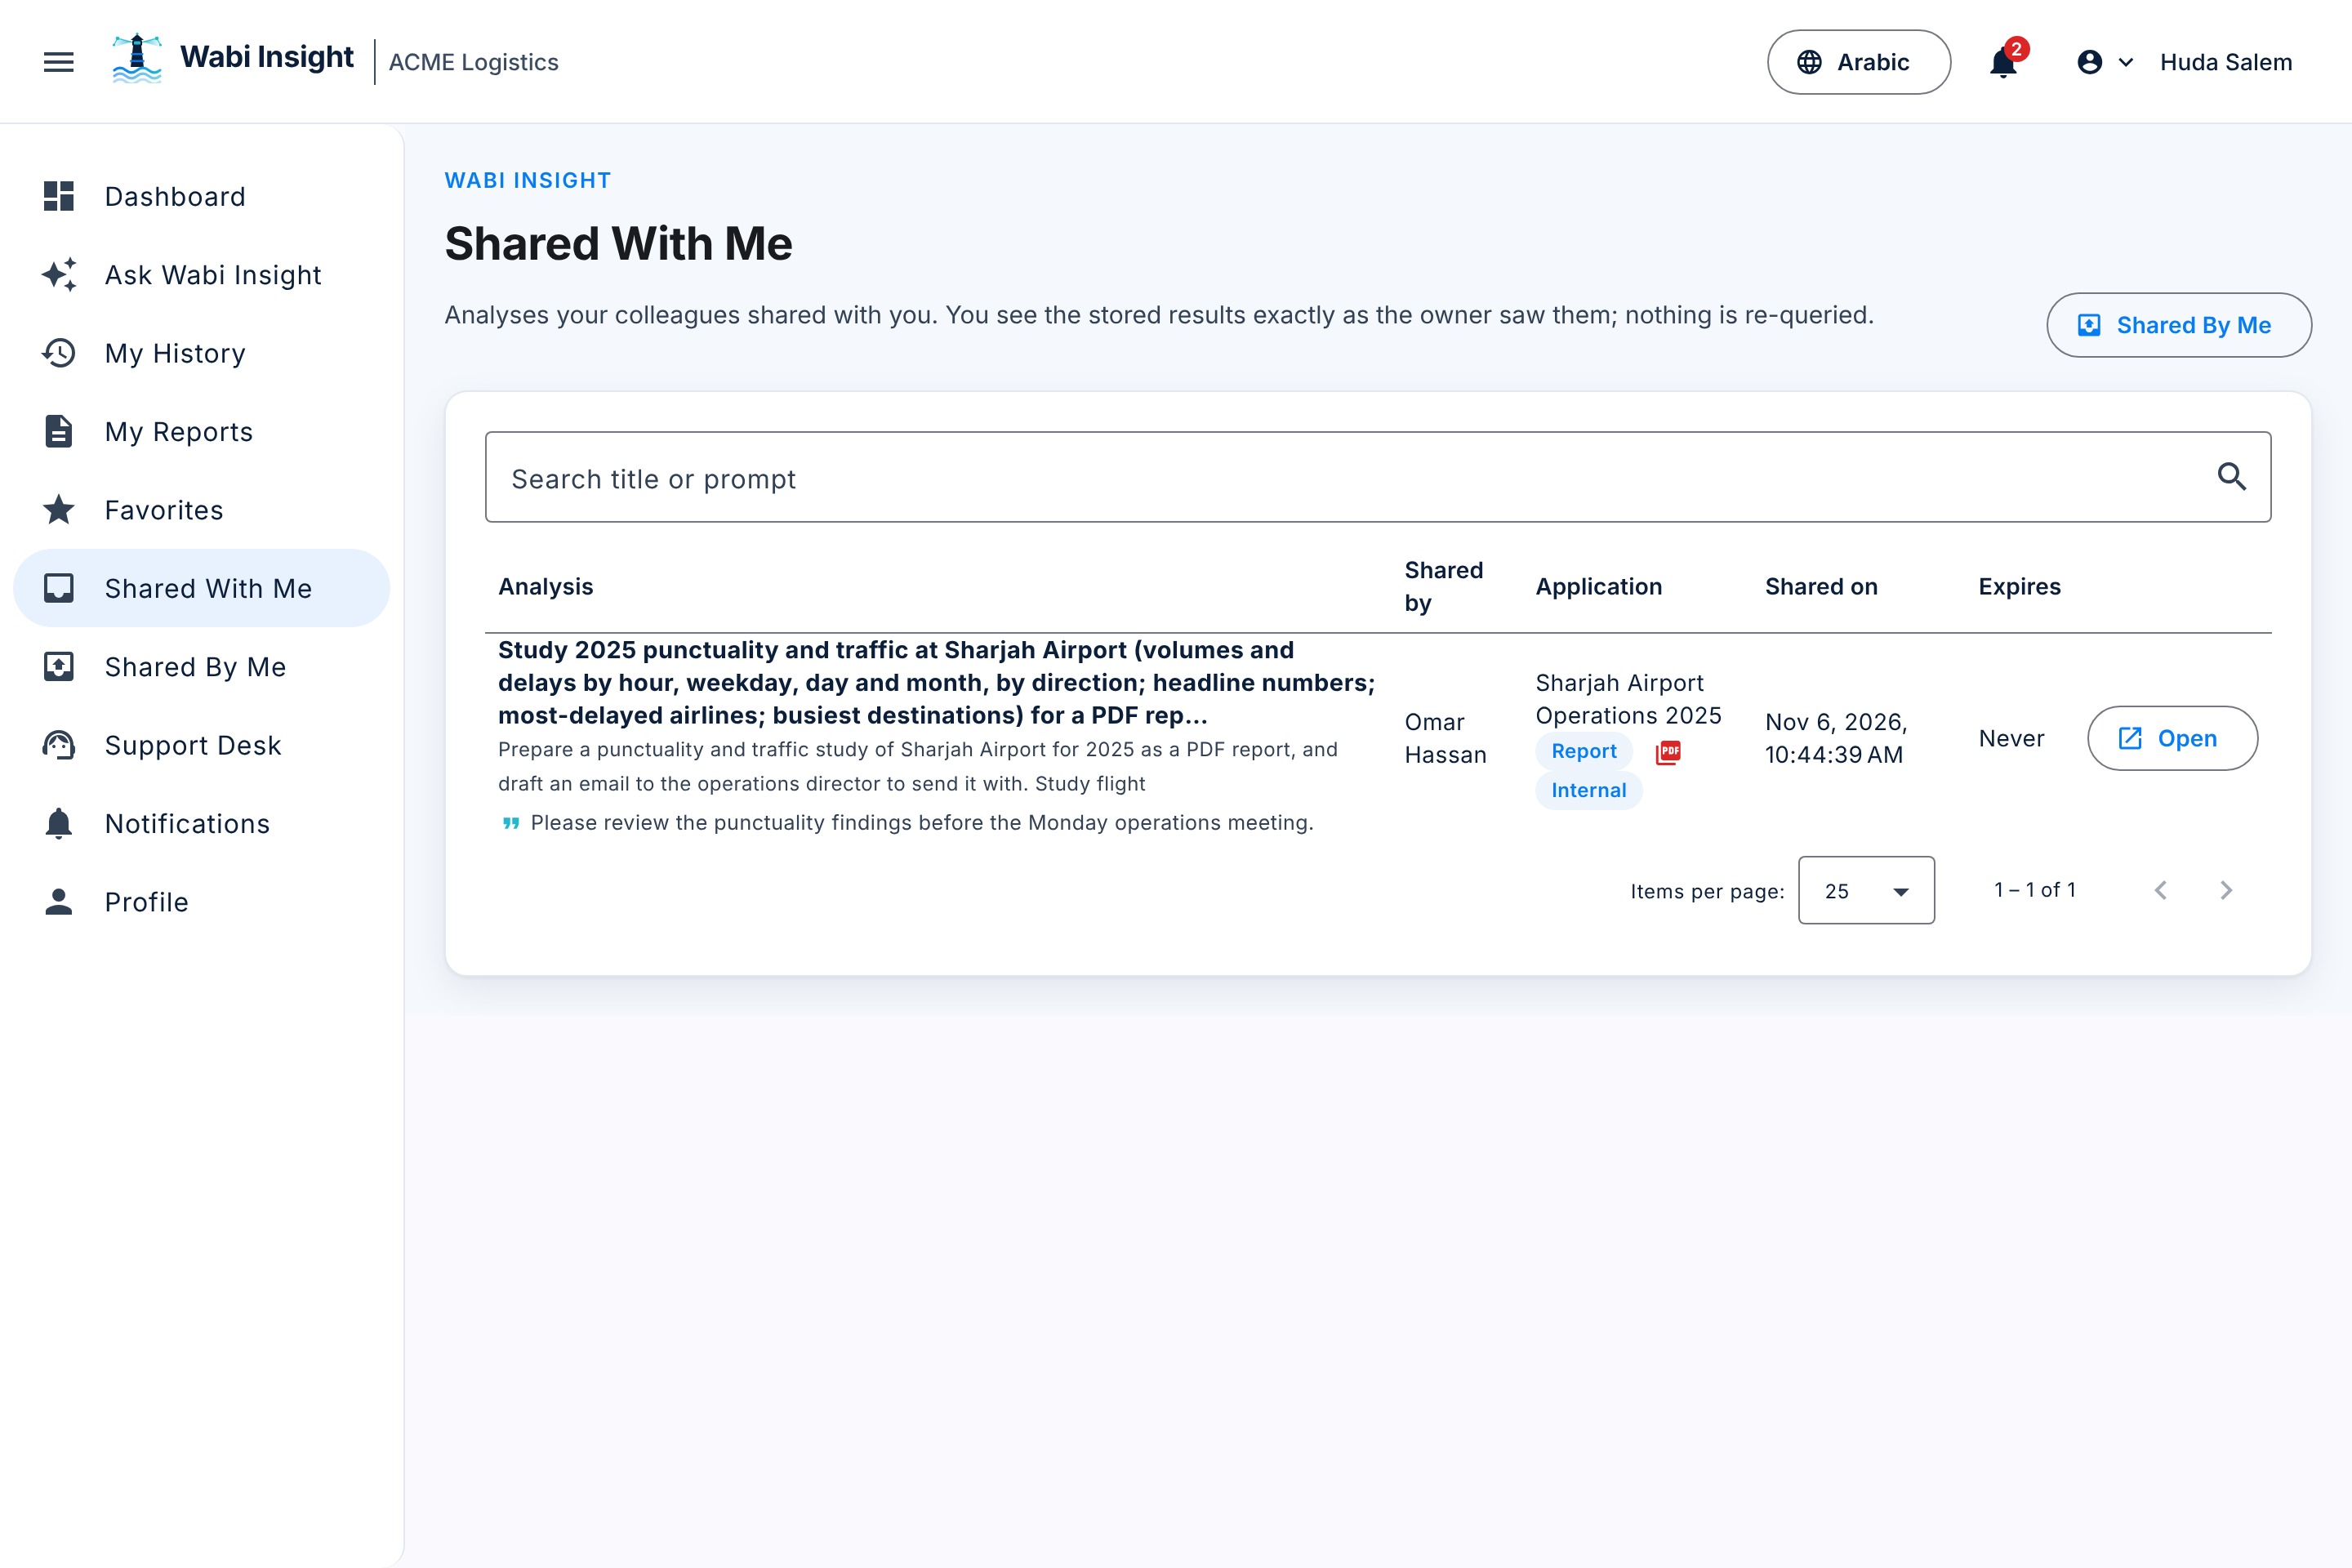 Wabi Insight
ACME Logistics
Arabic
2
Huda Salem
Dashboard
Ask Wabi Insight
My History
My Reports
Favorites
Shared With Me
Shared By Me
Support Desk
Notifications
Profile
WABI INSIGHT
Shared With Me
Analyses your colleagues shared with you. You see the stored results exactly as the owner saw them; nothing is re-queried.
Shared By Me
Search title or prompt
Analysis
Shared
by
Application
Shared on
Expires
Study 2025 punctuality and traffic at Sharjah Airport (volumes and
delays by hour, weekday, day and month, by direction; headline numbers;
most-delayed airlines; busiest destinations) for a PDF rep...
Prepare a punctuality and traffic study of Sharjah Airport for 2025 as a PDF report, and
draft an email to the operations director to send it with. Study flight
Please review the punctuality findings before the Monday operations meeting.
Omar
Hassan
Sharjah Airport
Operations 2025
Report
PDF
Internal
Nov 6, 2026,
10:44:39 AM
Never
Open
Items per page:
25
1 – 1 of 1